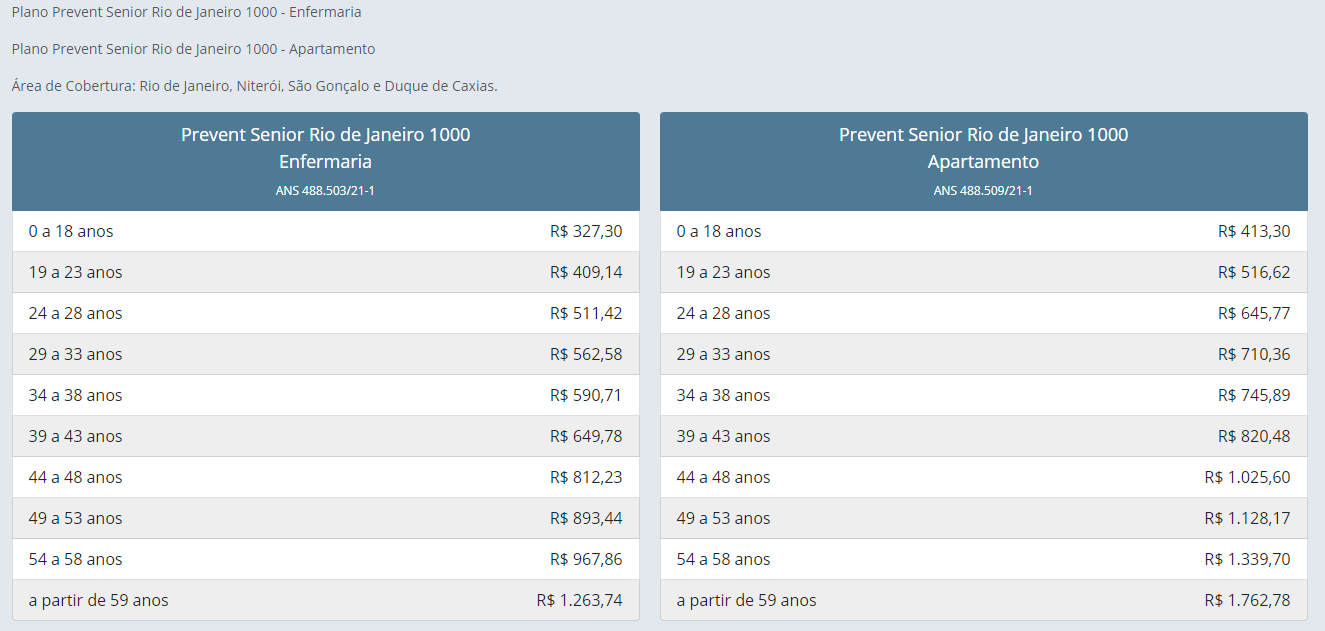 Plano Prevent Senior Rio de Janeiro 1000 - Enfermaria
Plano Prevent Senior Rio de Janeiro 1000 - Apartamento
Área de Cobertura: Rio de Janeiro, Niterói, São Gonçalo e Duque de Caxias.
Prevent Senior Rio de Janeiro 1000
Enfermaria
ANS 488.503/21-1
0 a 18 anos R$ 327,30
19 a 23 anos R$ 409,14
24 a 28 anos R$ 511,42
29 a 33 anos R$ 562,58
34 a 38 anos R$ 590,71
39 a 43 anos R$ 649,78
44 a 48 anos R$ 812,23
49 a 53 anos R$ 893,44
54 a 58 anos R$ 967,86
a partir de 59 anos R$ 1.263,74
Prevent Senior Rio de Janeiro 1000
Apartamento
ANS 488.509/21-1
0 a 18 anos R$ 413,30
19 a 23 anos R$ 516,62
24 a 28 anos R$ 645,77
29 a 33 anos R$ 710,36
34 a 38 anos R$ 745,89
39 a 43 anos R$ 820,48
44 a 48 anos R$ 1.025,60
49 a 53 anos R$ 1.128,17
54 a 58 anos R$ 1.339,70
a partir de 59 anos R$ 1.762,78